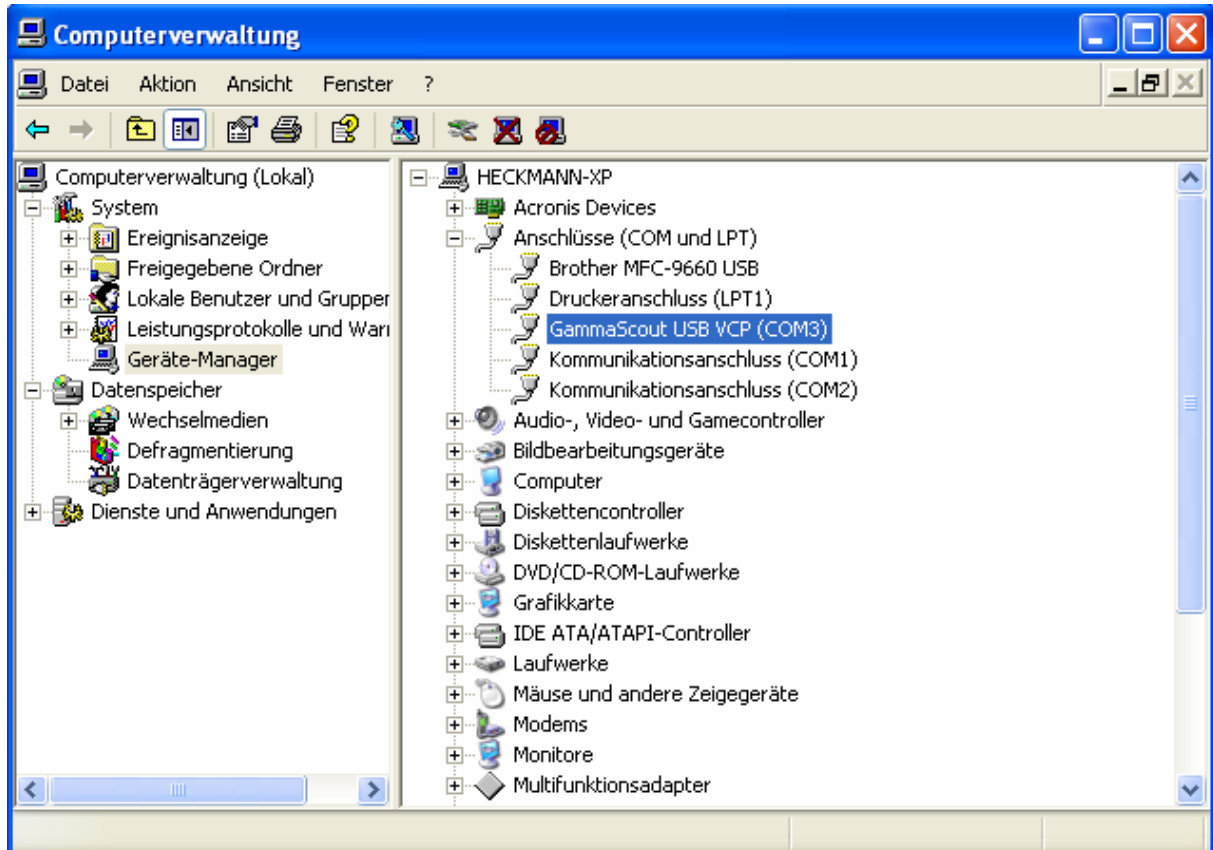 Computerverwaltung
Datei Aktion Ansicht Fenster ?
Computerverwaltung (Lokal)
System
Ereignisanzeige
Freigegebene Ordner
Lokale Benutzer und Gruppen
Leistungsprotokolle und Warn
Geräte-Manager
Datenspeicher
Wechselmedien
Defragmentierung
Datenträgerverwaltung
Dienste und Anwendungen
HECKMANN-XP
Acronis Devices
Anschlüsse (COM und LPT)
Brother MFC-9660 USB
Druckeranschluss (LPT1)
GammaScout USB VCP (COM3)
Kommunikationsanschluss (COM1)
Kommunikationsanschluss (COM2)
Audio-, Video- und Gamecontroller
Bildbearbeitungsgeräte
Computer
Diskettencontroller
Diskettenlaufwerke
DVD/CD-ROM-Laufwerke
Grafikkarte
IDE ATA/ATAPI-Controller
Laufwerke
Mäuse und andere Zeigegeräte
Modems
Monitore
Multifunktionsadapter